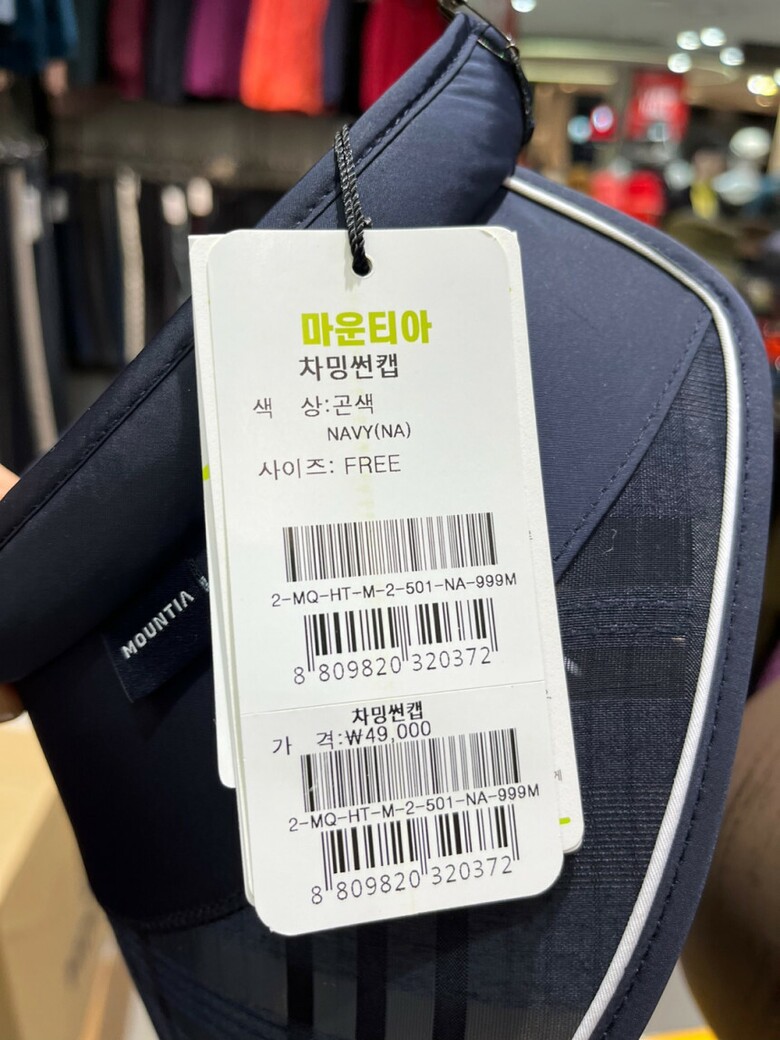 마운티아
차밍썬캡
색 상:곤색
NAVY(NA)
사이즈: FREE
2-MQ-HT-M-2-501-NA-999M
8 809820 320372
차밍썬캡
가 격:₩49,000
2-MQ-HT-M-2-501-NA-999M
8 809820 320372
MOUNTIA